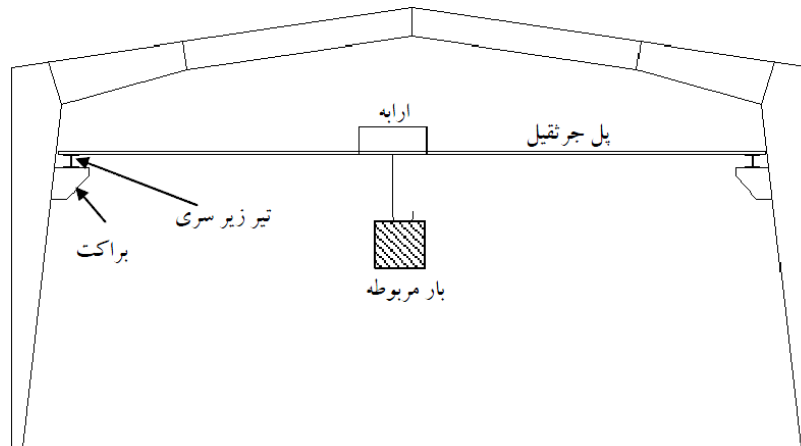 ارابه
پل جرثقیل
تیر زیر سری
براکت
بار مربوطه